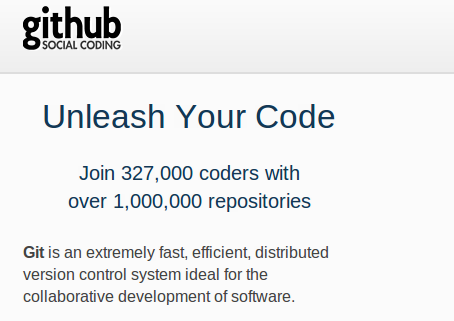 github
SOCIAL CODING
Unleash Your Code
Join 327,000 coders with
over 1,000,000 repositories
Git is an extremely fast, efficient, distributed
version control system ideal for the
collaborative development of software.